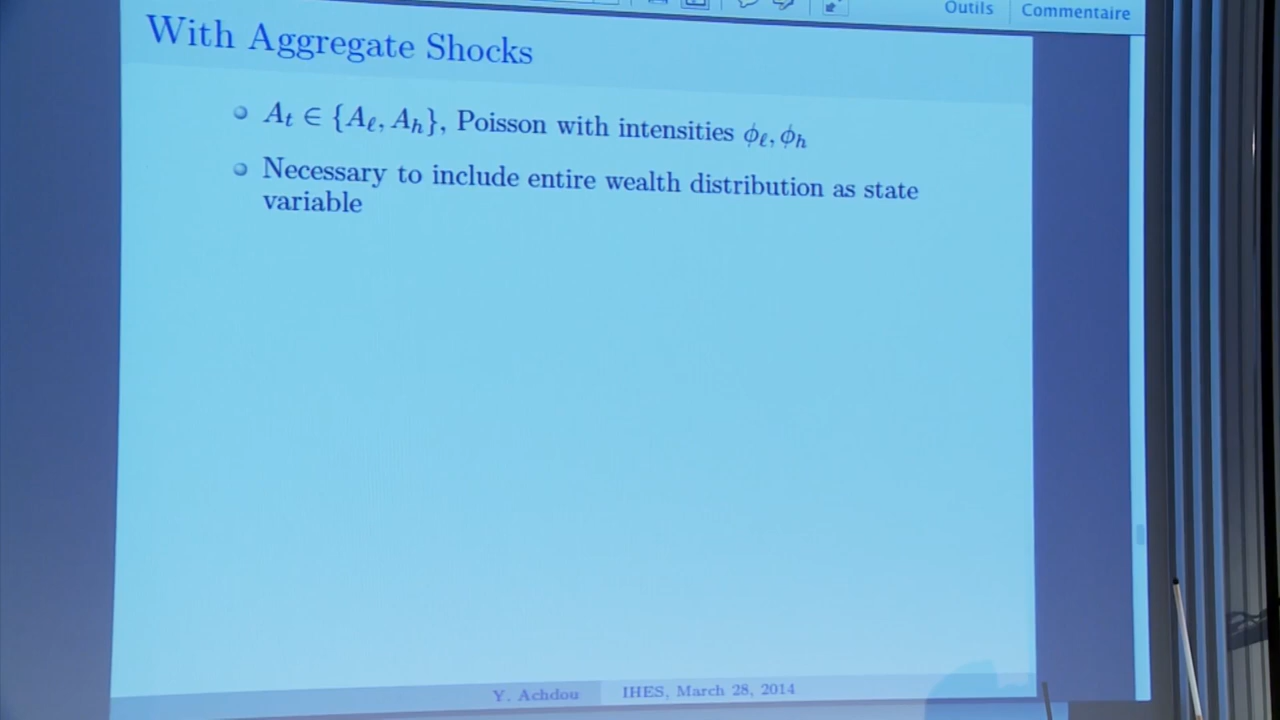 Outils Commentaire
With Aggregate Shocks
A_t ∈ {A_ℓ, A_h}, Poisson with intensities ϕ_ℓ, ϕ_h
Necessary to include entire wealth distribution as state
variable
Y. Achdou IHES, March 28, 2014